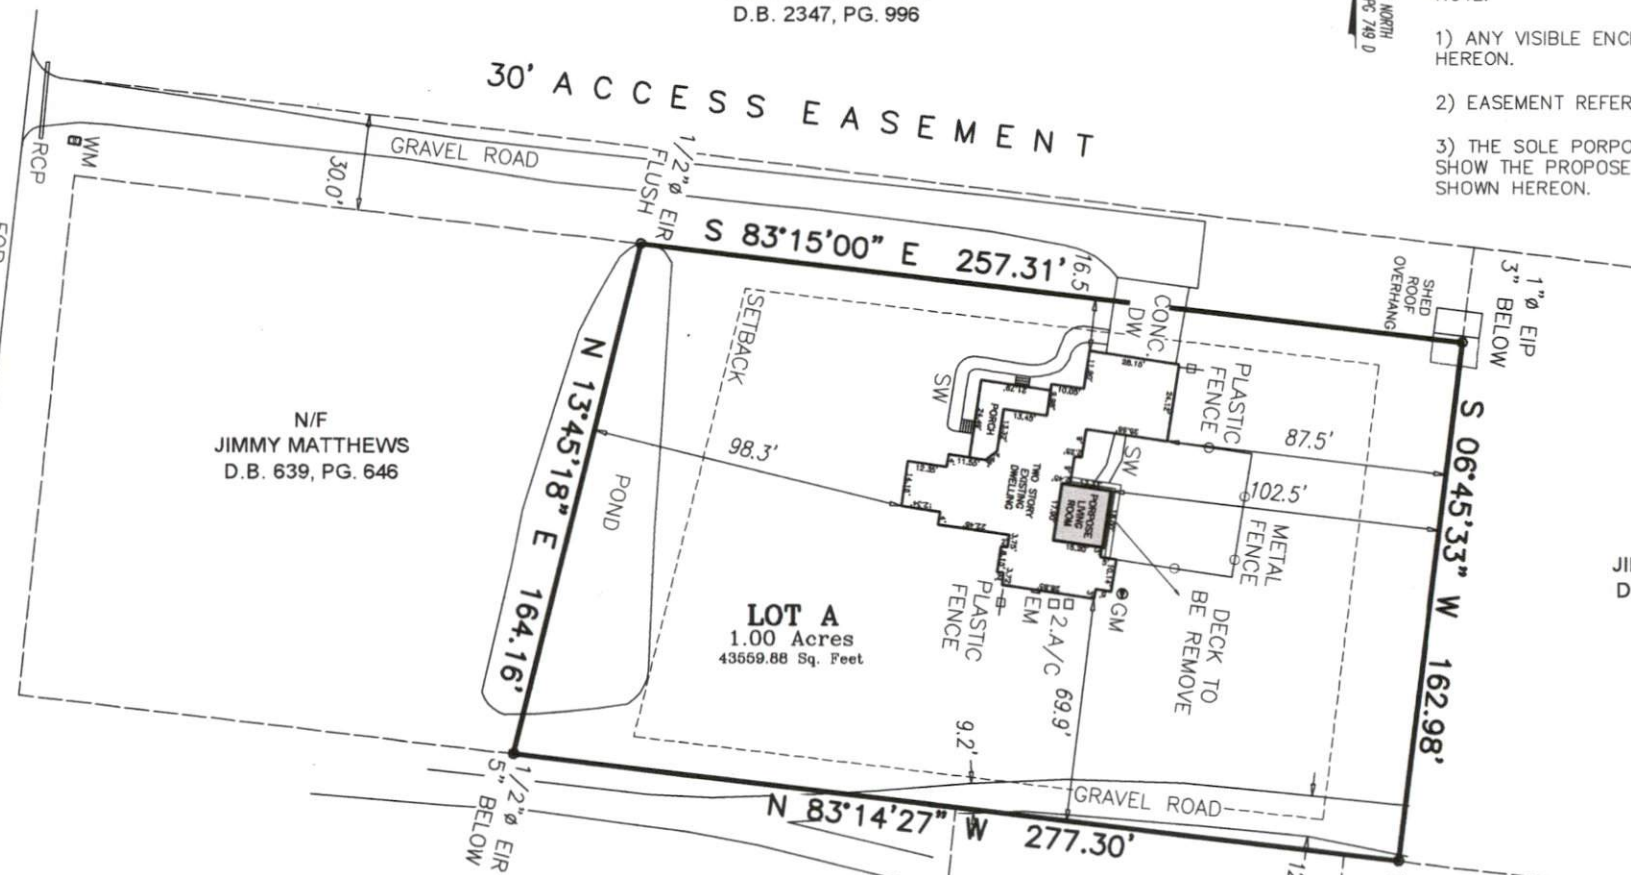 D.B. 2347, PG. 996
NORTH
PG 749 D
1) ANY VISIBLE
HEREON.
2) EASEMENT
3) THE SOLE
SHOW THE
SHOWN HEREON.
30' ACCESS EASEMENT
GRAVEL ROAD
30.0'
WM
RCP
1/2"ø EIR
FLUSH
S 83°15'00" E 257.31'
16.5
CONC.
DW
SHED
ROOF
OVERHANG
1"ø EIP
3" BELOW
SETBACK
SW
PORCH
PLASTIC
FENCE
87.5'
S 06°45'33" W 162.98'
N/F
JIMMY MATTHEWS
D.B. 639, PG. 646
N 13°45'18" E 164.16'
POND
98.3'
SW
28.15'
TWO STORY
EXISTING
DWELLING
PORPOSE
LIVING
ROOM
102.5'
METAL
FENCE
DECK TO
BE REMOVE
GM
2.A/C
EM
PLASTIC
FENCE
LOT A
1.00 Acres
43559.88 Sq. Feet
69.9'
9.2'
GRAVEL ROAD
N 83°14'27" W 277.30'
1/2"ø EIR
5" BELOW